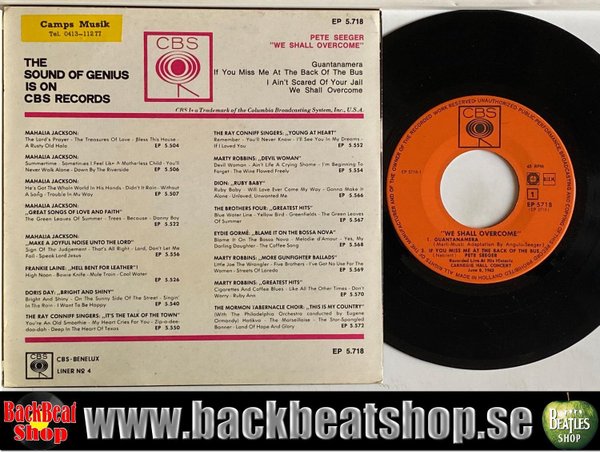 Camps Musik
Tel. 0413-11277
EP 5.718
CBS
PETE SEEGER
"WE SHALL OVERCOME"
THE
SOUND OF GENIUS
IS ON
CBS RECORDS
Guantanamera
If You Miss Me At The Back Of The Bus
I Ain't Scared Of Your Jail
We Shall Overcome
CBS Is a Trademark of the Columbia Broadcasting System, Inc., U.S.A.
MAHALIA JACKSON:
The Lord's Prayer - The Treasures Of Love - Bless This House -
A Rusty Old Halo EP 5.504
MAHALIA JACKSON:
Summertime - Sometimes I Feel Like A Motherless Child - You'll
Never Walk Alone - Down By The Riverside EP 5.506
MAHALIA JACKSON:
He's Got The Whole World In His Hands - Didn't It Rain - Without
A Song - Trouble In My Way EP 5.507
MAHALIA JACKSON:
„GREAT SONGS OF LOVE AND FAITH"
The Green Leaves Of Summer - Trees - Because - Danny Boy
EP 5.522
MAHALIA JACKSON:
„MAKE A JOYFUL NOISE UNTO THE LORD"
Sign Of The Judgement - That's All Right - Lord, Don't Let Me
Fail - Speak Lord Jesus EP 5.556
FRANKIE LAINE: „HELL BENT FOR LEATHER"!
High Noon - Bowie Knife - Mule Train - Cool Water
EP 5.526
DORIS DAY: „BRIGHT AND SHINY"
Bright And Shiny - On The Sunny Side Of The Street - Singin'
In The Rain - I Want To Be Happy EP 5.540
THE RAY CONNIFF SINGERS: „IT'S THE TALK OF THE TOWN"
You're An Old Smoothie - My Heart Cries For You - Zip-a-dee-
doo-dah - Deep In The Heart Of Texas EP 5.550
THE RAY CONNIFF SINGERS: „YOUNG AT HEART"
Remember - You'll Never Know - I'll See You In My Dreams -
If I Loved You EP 5.552
MARTY ROBBINS: „DEVIL WOMAN"
Devil Woman - Ain't Life A Crying Shame - I'm Beginning To
Forget - The Wine Flowed Freely EP 5.554
DION: „RUBY BABY"
Ruby Baby - Will Love Ever Come My Way - Gonna Make It
Alone - Unloved, Unwanted Me EP 5.566
THE BROTHERS FOUR: „GREATEST HITS"
Blue Water Line - Yellow Bird - Greenfields - The Green Leaves
Of Summer EP 5.567
EYDIE GORMÉ: „BLAME IT ON THE BOSSA NOVA"
Blame It On The Bossa Nova - Melodie d'Amour - Yes, My
Darling Daughter - The Coffee Song EP 5.568
MARTY ROBBINS: „MORE GUNFIGHTER BALLADS"
Little Joe The Wrangler - Five Brothers - I've Got No Use For The
Women - Streets Of Loredo EP 5.569
MARTY ROBBINS: „GREATEST HITS"
Cigarettes And Coffee Blues - Like All The Other Times - Don't
Worry - Ruby Ann EP 5.570
THE MORMON TABERNACLE CHOIR: „THIS IS MY COUNTRY"
(With The Philadelphia Orchestra conducted by Eugene
Ormandy) Hatikva - The Marseillaise - The Star-Spangled
Banner - Land Of Hope And Glory EP 5.572
CBS
CBS-BENELUX
LINER No 4
EP 5.718
CBS
45 RPM
EP 5718-1
BIEM
1
EP-5718
"WE SHALL OVERCOME"
1. GUANTANAMERA
(Marti-Music Adaptation By Angulo-Seeger)
2. IF YOU MISS ME AT THE BACK OF THE BUS
PETE SEEGER
Recorded Live At His Historic
CARNEGIE HALL CONCERT
June 8, 1963
MADE IN HOLLAND
BackBeat
Shop
www.backbeatshop.se
THE
BEATLES
SHOP